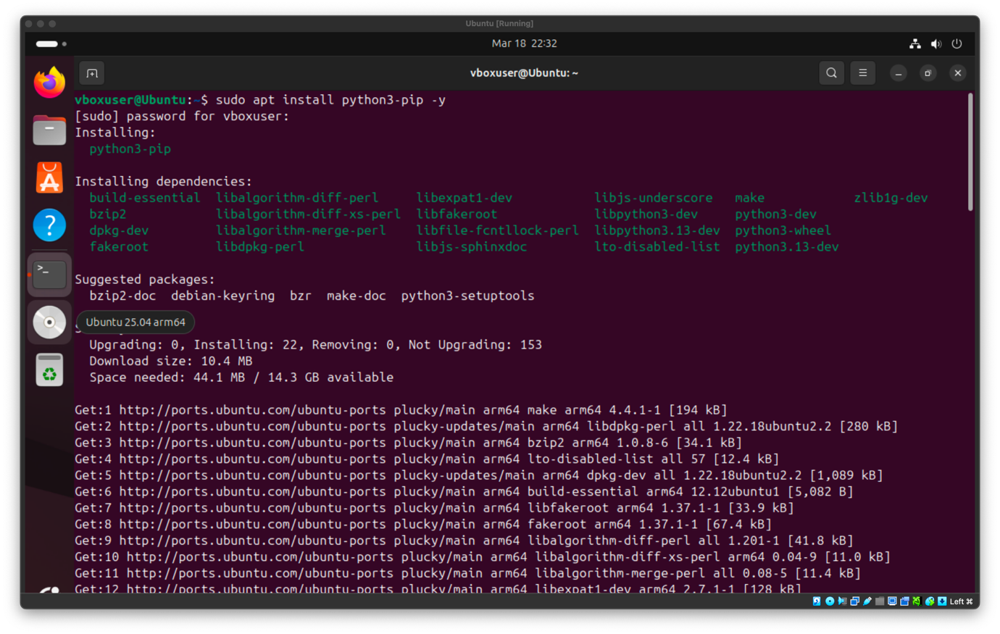 Ubuntu [Running]
Mar 18 22:32
vboxuser@Ubuntu: ~
vboxuser@Ubuntu:~$ sudo apt install python3-pip -y
[sudo] password for vboxuser:
Installing:
python3-pip
Installing dependencies:
build-essential libalgorithm-diff-perl libexpat1-dev libjs-underscore make zlib1g-dev
bzip2 libalgorithm-diff-xs-perl libfakeroot libpython3-dev python3-dev
dpkg-dev libalgorithm-merge-perl libfile-fcntllock-perl libpython3.13-dev python3-wheel
fakeroot libdpkg-perl libjs-sphinxdoc lto-disabled-list python3.13-dev
Suggested packages:
bzip2-doc debian-keyring bzr make-doc python3-setuptools
Ubuntu 25.04 arm64
Upgrading: 0, Installing: 22, Removing: 0, Not Upgrading: 153
Download size: 10.4 MB
Space needed: 44.1 MB / 14.3 GB available
Get:1 http://ports.ubuntu.com/ubuntu-ports plucky/main arm64 make arm64 4.4.1-1 [194 kB]
Get:2 http://ports.ubuntu.com/ubuntu-ports plucky-updates/main arm64 libdpkg-perl all 1.22.18ubuntu2.2 [280 kB]
Get:3 http://ports.ubuntu.com/ubuntu-ports plucky/main arm64 bzip2 arm64 1.0.8-6 [34.1 kB]
Get:4 http://ports.ubuntu.com/ubuntu-ports plucky/main arm64 lto-disabled-list all 57 [12.4 kB]
Get:5 http://ports.ubuntu.com/ubuntu-ports plucky-updates/main arm64 dpkg-dev all 1.22.18ubuntu2.2 [1,089 kB]
Get:6 http://ports.ubuntu.com/ubuntu-ports plucky/main arm64 build-essential arm64 12.12ubuntu1 [5,082 B]
Get:7 http://ports.ubuntu.com/ubuntu-ports plucky/main arm64 libfakeroot arm64 1.37.1-1 [33.9 kB]
Get:8 http://ports.ubuntu.com/ubuntu-ports plucky/main arm64 fakeroot arm64 1.37.1-1 [67.4 kB]
Get:9 http://ports.ubuntu.com/ubuntu-ports plucky/main arm64 libalgorithm-diff-perl all 1.201-1 [41.8 kB]
Get:10 http://ports.ubuntu.com/ubuntu-ports plucky/main arm64 libalgorithm-diff-xs-perl arm64 0.04-9 [11.0 kB]
Get:11 http://ports.ubuntu.com/ubuntu-ports plucky/main arm64 libalgorithm-merge-perl all 0.08-5 [11.4 kB]
Get:12 http://ports.ubuntu.com/ubuntu-ports plucky/main arm64 libexpat1-dev arm64 2.7.1-1 [128 kB]
Left ⌘